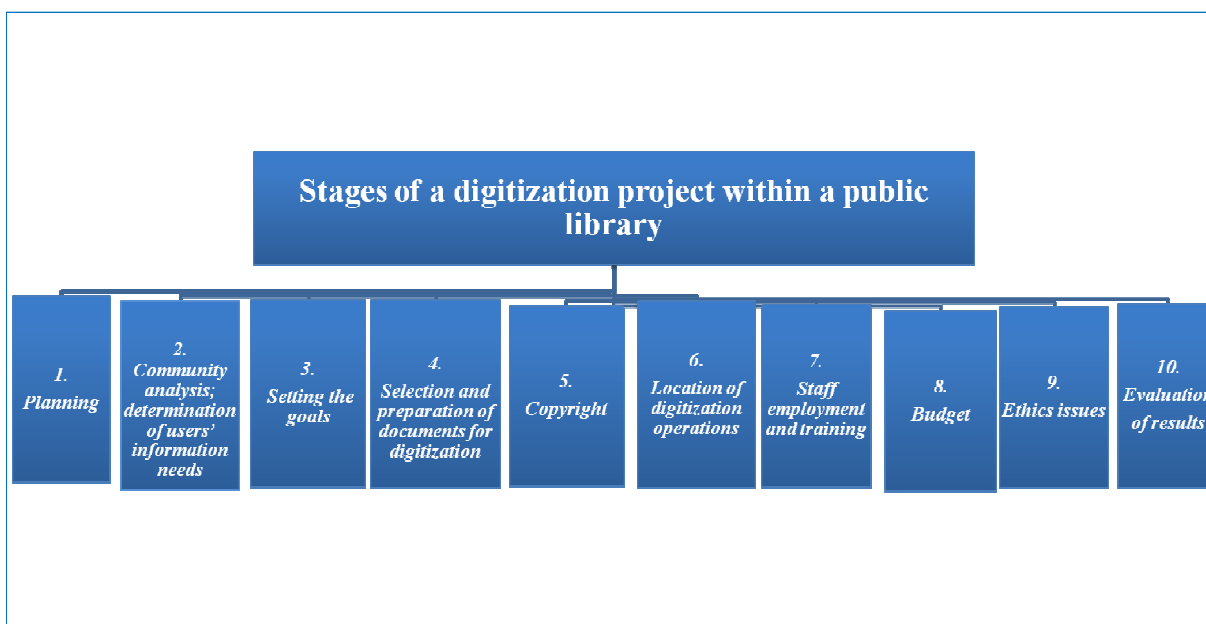 Stages of a digitization project within a public
library
1.
Planning
2.
Community
analysis;
determination
of users’
information
needs
3.
Setting the
goals
4.
Selection and
preparation of
documents for
digitization
5.
Copyright
6.
Location of
digitization
operations
7.
Staff
employment
and training
8.
Budget
9.
Ethics issues
10.
Evaluation
of results